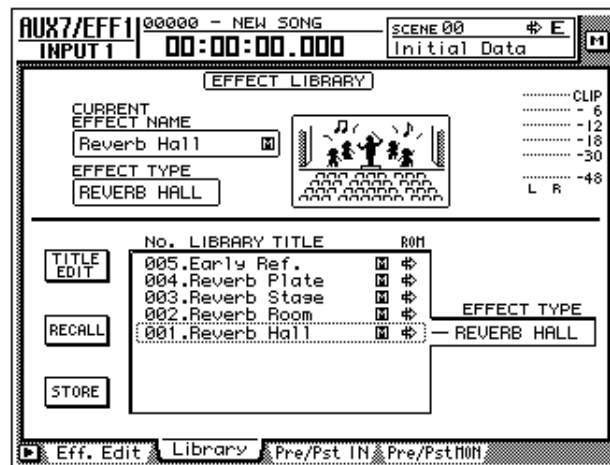 AUX7/EFF1
INPUT 1
00000 - NEW SONG
00:00:00.000
SCENE 00 E
Initial Data
M
EFFECT LIBRARY
CURRENT
EFFECT NAME
Reverb Hall M
EFFECT TYPE
REVERB HALL
CLIP
- 6
-12
-18
-30
-48
L R
No. LIBRARY TITLE ROM
005.Early Ref. M
004.Reverb Plate M
003.Reverb Stage M
002.Reverb Room M
001.Reverb Hall M
TITLE
EDIT
RECALL
STORE
EFFECT TYPE
REVERB HALL
Eff. Edit Library Pre/Pst IN Pre/PstMON